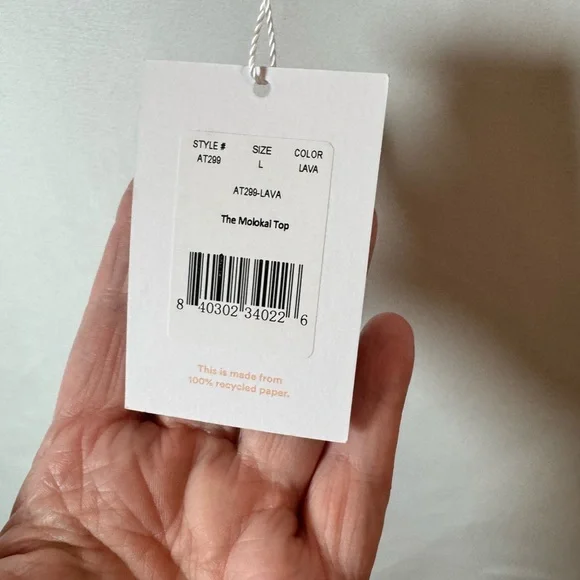 STYLE # SIZE COLOR
AT299 L LAVA
AT299-LAVA
The Molokai Top
8 40302 34022 6
This is made from
100% recycled paper.